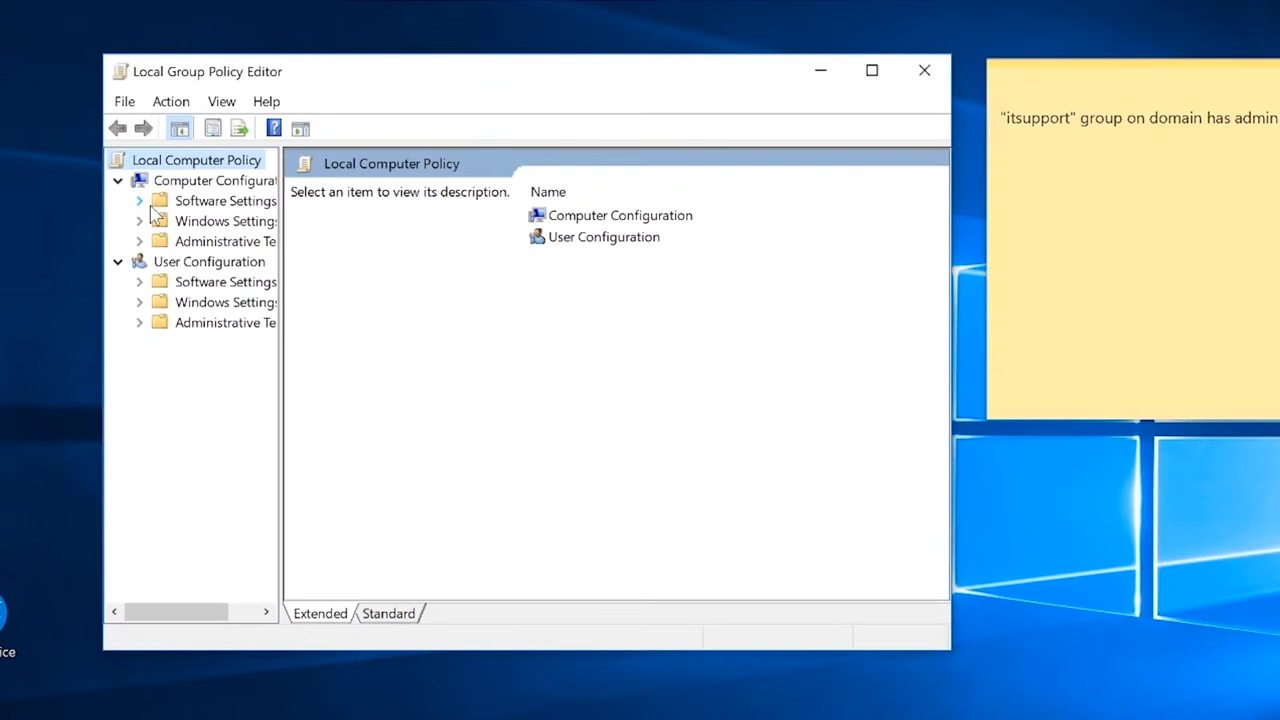 Local Group Policy Editor
File Action View Help
Local Computer Policy
Computer Configurat
Software Settings
Windows Setting
Administrative Te
User Configuration
Software Settings
Windows Settings
Administrative Te
Local Computer Policy
Select an item to view its description.
Name
Computer Configuration
User Configuration
Extended Standard
"itsupport" group on domain has admin
ice